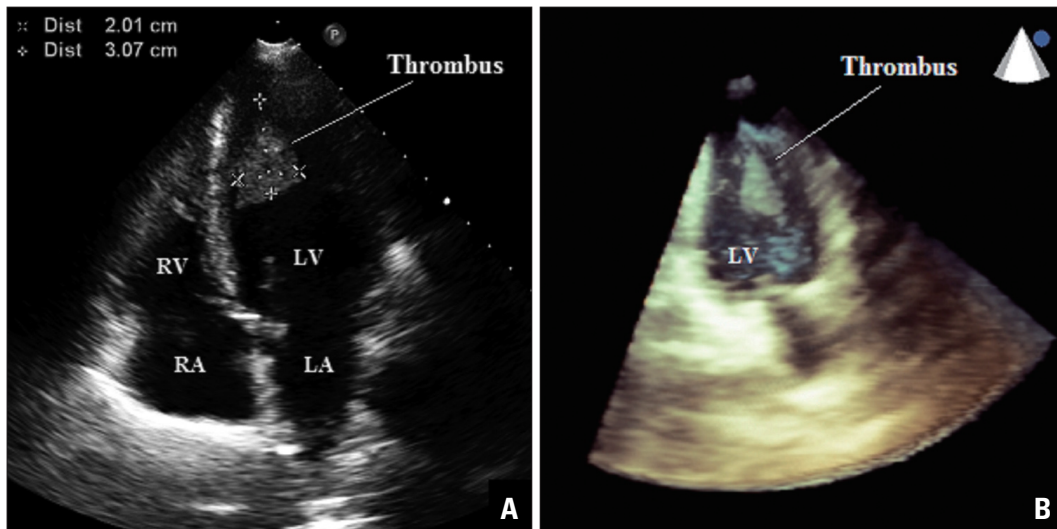 Dist 2.01 cm
Dist 3.07 cm
P
Thrombus
RV
LV
RA
LA
A
Thrombus
LV
B